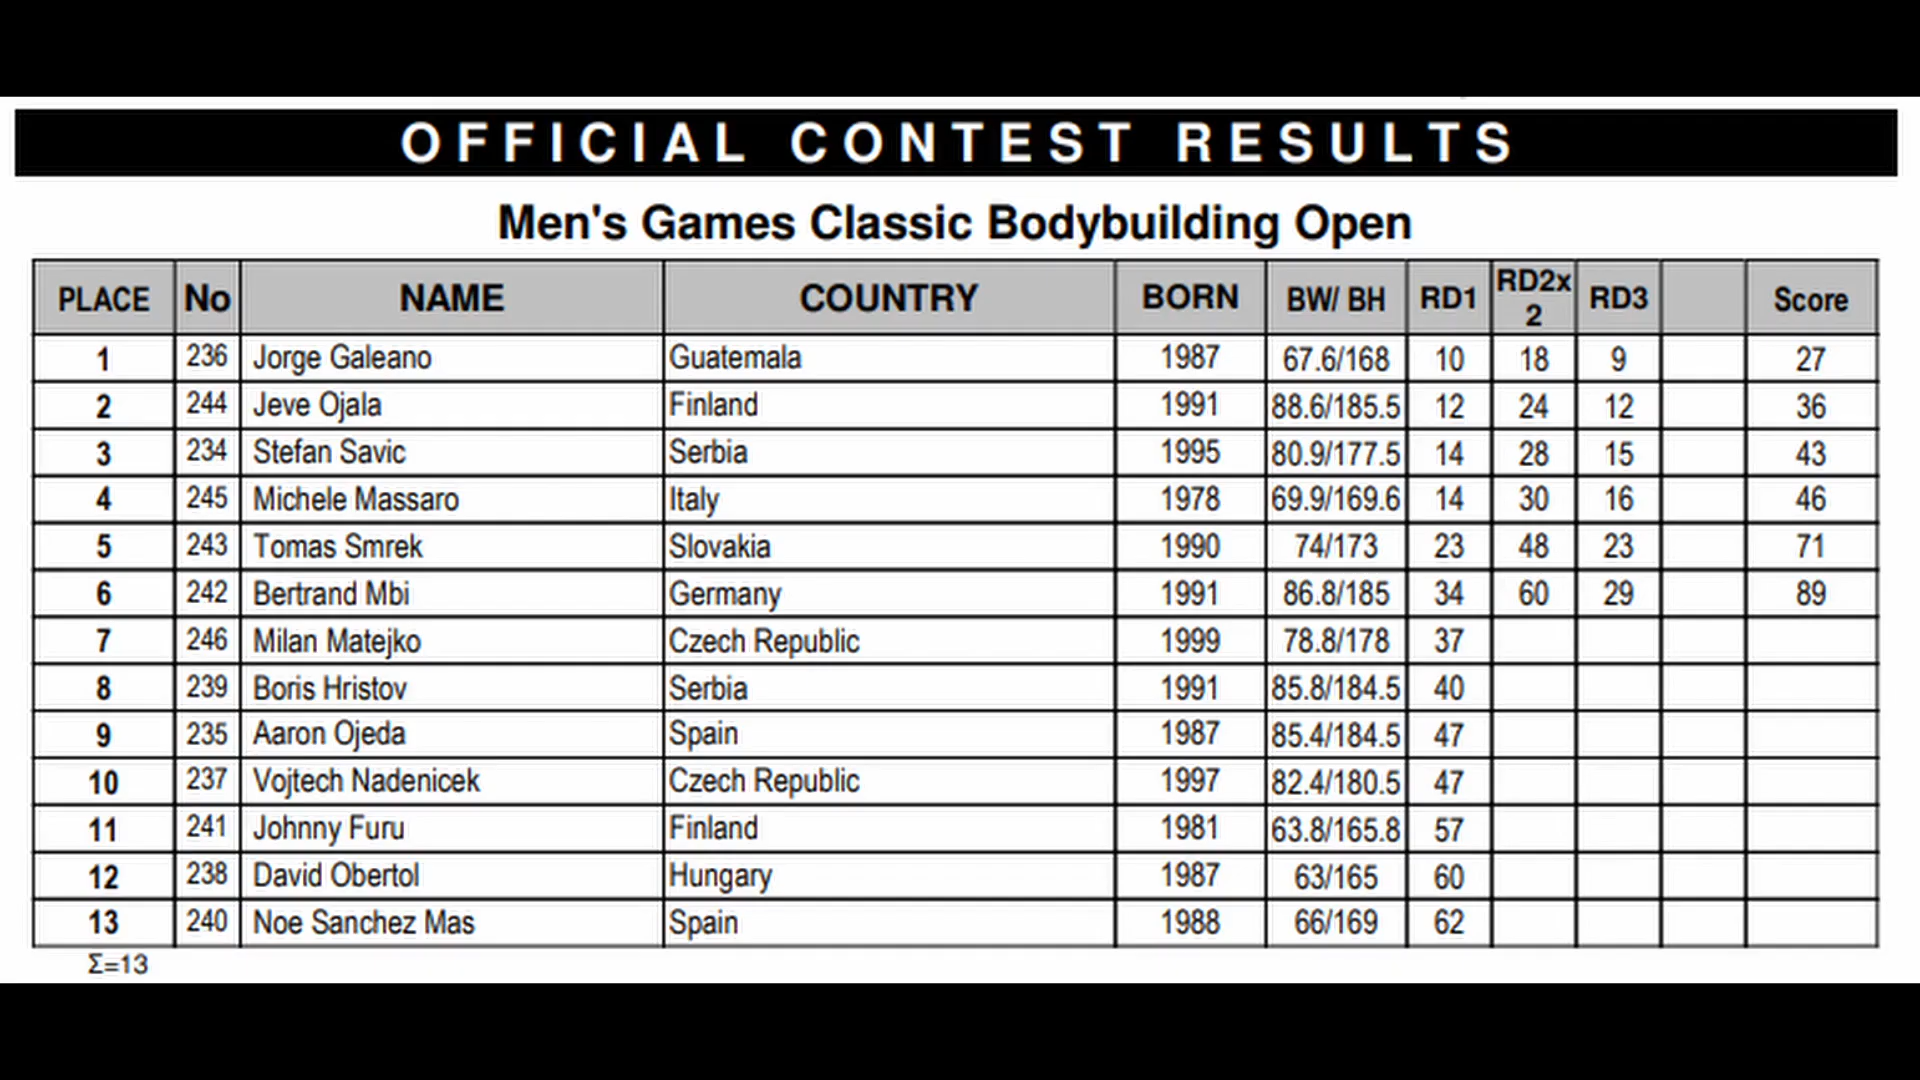 OFFICIAL CONTEST RESULTS
Men's Games Classic Bodybuilding Open
PLACE No NAME COUNTRY BORN BW/ BH RD1 RD2x2 RD3 Score
1 236 Jorge Galeano Guatemala 1987 67.6/168 10 18 9 27
2 244 Jeve Ojala Finland 1991 88.6/185.5 12 24 12 36
3 234 Stefan Savic Serbia 1995 80.9/177.5 14 28 15 43
4 245 Michele Massaro Italy 1978 69.9/169.6 14 30 16 46
5 243 Tomas Smrek Slovakia 1990 74/173 23 48 23 71
6 242 Bertrand Mbi Germany 1991 86.8/185 34 60 29 89
7 246 Milan Matejko Czech Republic 1999 78.8/178 37
8 239 Boris Hristov Serbia 1991 85.8/184.5 40
9 235 Aaron Ojeda Spain 1987 85.4/184.5 47
10 237 Vojtech Nadenicek Czech Republic 1997 82.4/180.5 47
11 241 Johnny Furu Finland 1981 63.8/165.8 57
12 238 David Obertol Hungary 1987 63/165 60
13 240 Noe Sanchez Mas Spain 1988 66/169 62
Σ=13